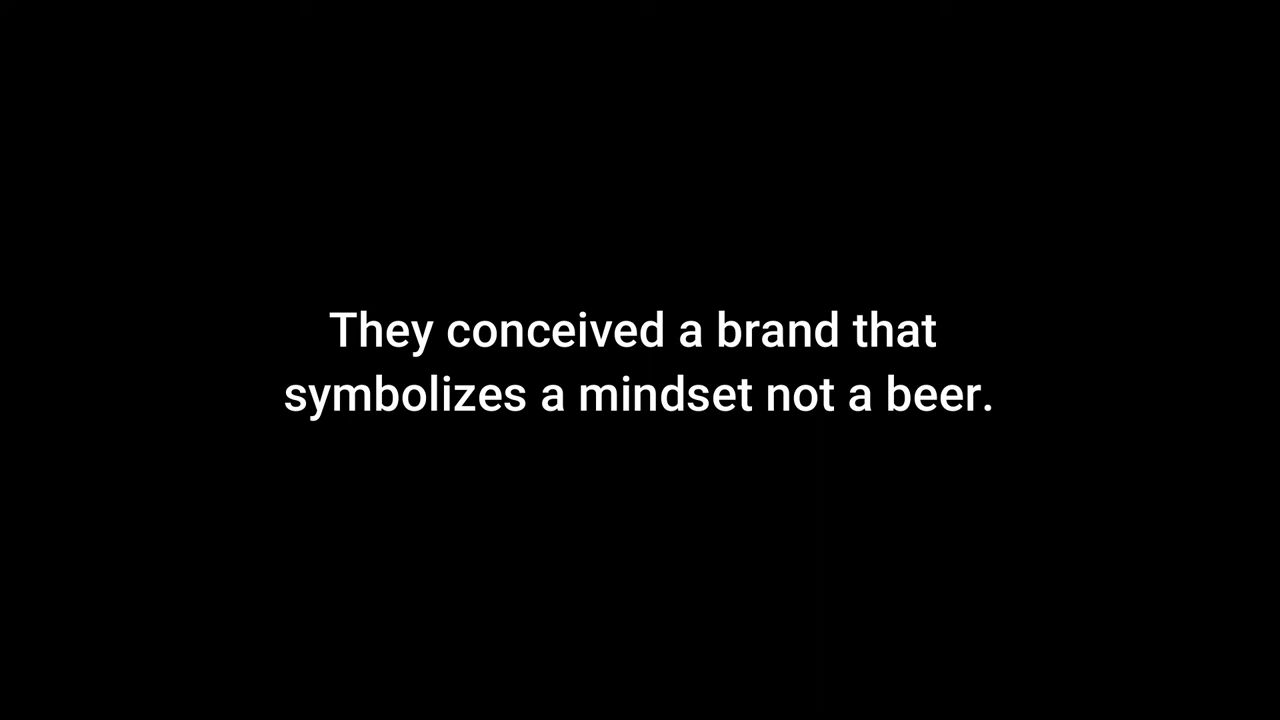 They conceived a brand that
symbolizes a mindset not a beer.